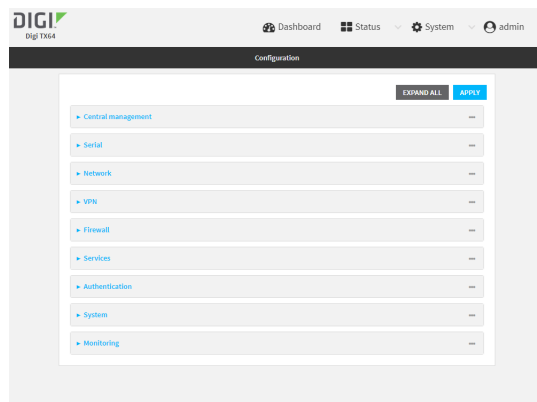 DIGI
Digi TX64
Dashboard Status System admin
Configuration
EXPAND ALL APPLY
Central management
Serial
Network
VPN
Firewall
Services
Authentication
System
Monitoring